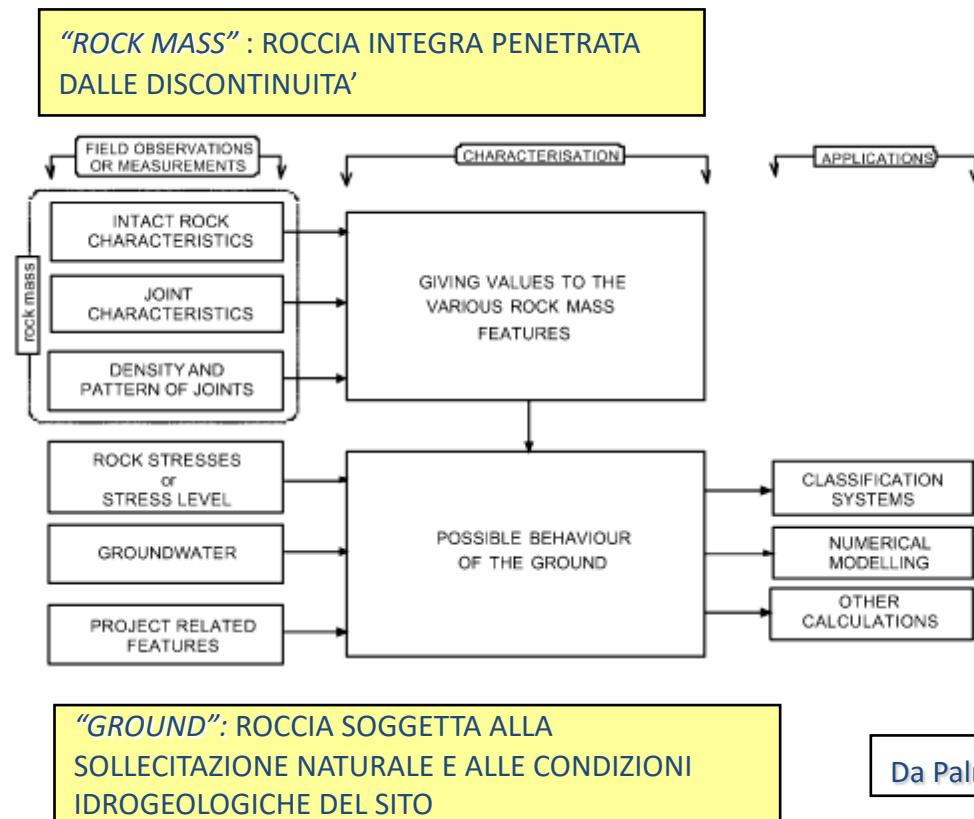 “ROCK MASS” : ROCCIA INTEGRA PENETRATA
DALLE DISCONTINUITA’
FIELD OBSERVATIONS
OR MEASUREMENTS
CHARACTERISATION
APPLICATIONS
rock mass
INTACT ROCK
CHARACTERISTICS
JOINT
CHARACTERISTICS
DENSITY AND
PATTERN OF JOINTS
GIVING VALUES TO THE
VARIOUS ROCK MASS
FEATURES
ROCK STRESSES
or
STRESS LEVEL
GROUNDWATER
PROJECT RELATED
FEATURES
POSSIBLE BEHAVIOUR
OF THE GROUND
CLASSIFICATION
SYSTEMS
NUMERICAL
MODELLING
OTHER
CALCULATIONS
“GROUND”: ROCCIA SOGGETTA ALLA
SOLLECITAZIONE NATURALE E ALLE CONDIZIONI
IDROGEOLOGICHE DEL SITO
Da